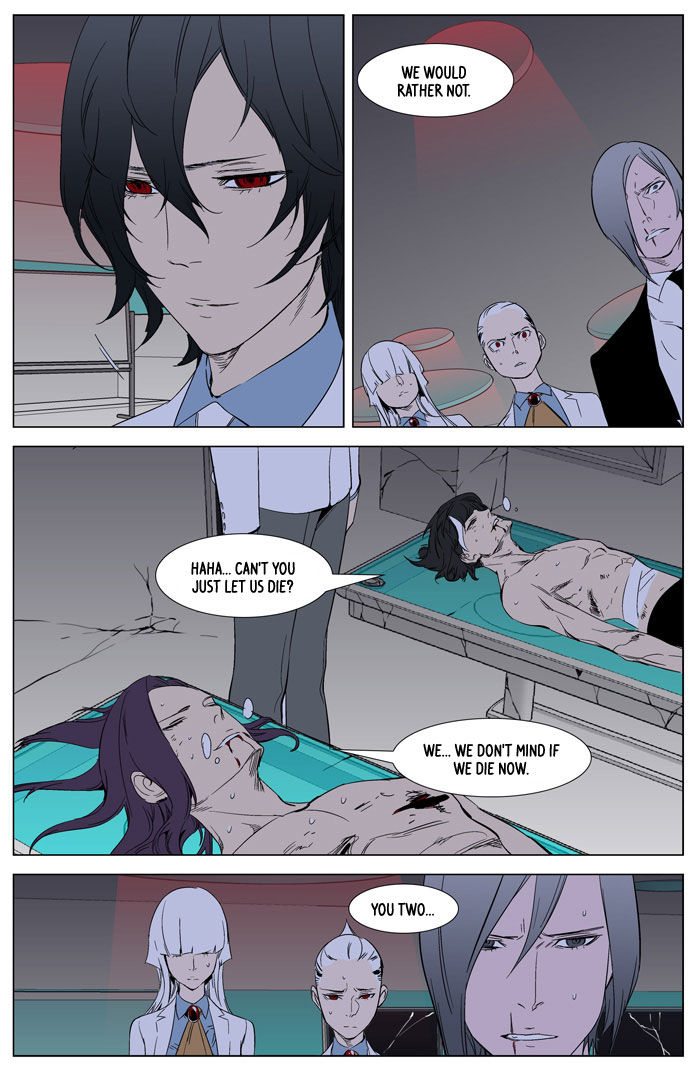 WE WOULD
RATHER NOT.
HAHA... CAN'T YOU
JUST LET US DIE?
WE... WE DON'T MIND IF
WE DIE NOW.
YOU TWO...